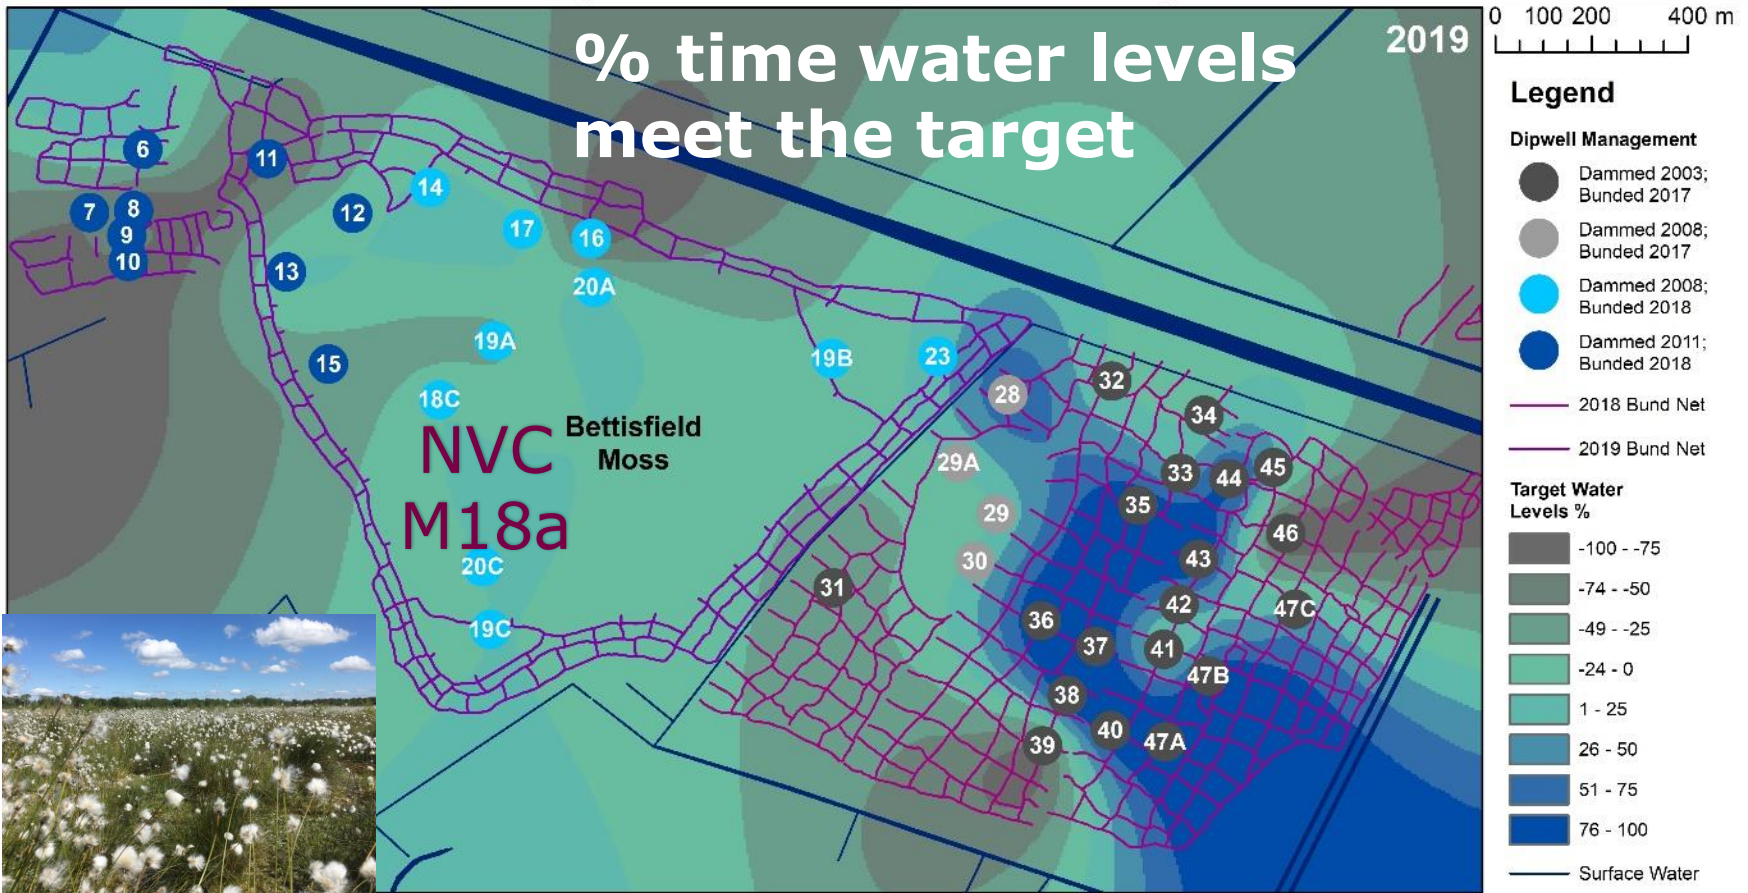 % time water levels
meet the target
2019
0 100 200 400 m
Legend
Dipwell Management
Dammed 2003;
Bunded 2017
Dammed 2008;
Bunded 2017
Dammed 2008;
Bunded 2018
Dammed 2011;
Bunded 2018
2018 Bund Net
2019 Bund Net
Target Water
Levels %
-100 - -75
-74 - -50
-49 - -25
-24 - 0
1 - 25
26 - 50
51 - 75
76 - 100
Surface Water
6
11
14
7
8
12
9
17
16
10
13
20A
19A
15
19B
23
18C
28
32
34
NVC
M18a
Bettisfield
Moss
29A
33
44
45
35
29
46
30
43
20C
31
42
47C
36
19C
37
41
47B
38
40
39
47A